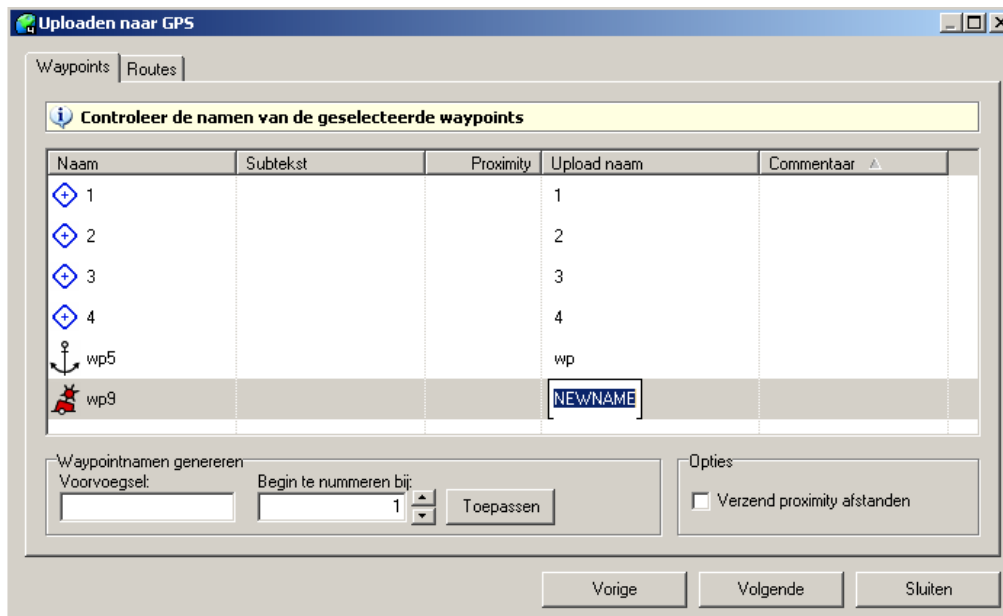 Uploaden naar GPS
Waypoints Routes
Controleer de namen van de geselecteerde waypoints
Naam Subtekst Proximity Upload naam Commentaar
1 1
2 2
3 3
4 4
wp5 wp
wp9 NEWNAME
Waypointnamen genereren Opties
Voorvoegsel: Begin te nummeren bij:
1 Toepassen Verzend proximity afstanden
Vorige Volgende Sluiten